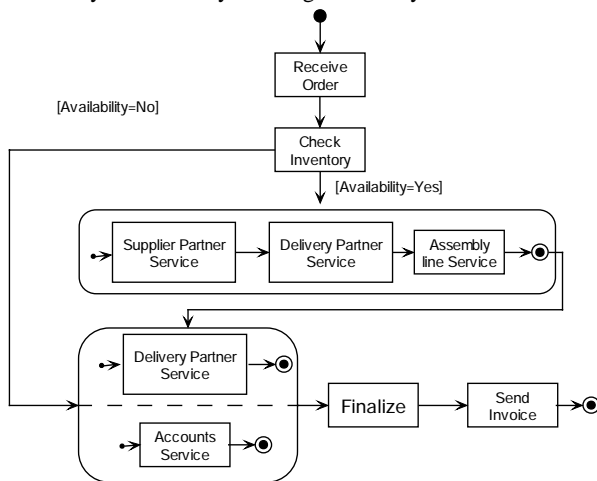 Receive
Order
[Availability=No]
Check
Inventory
[Availability=Yes]
Supplier Partner
Service
Delivery Partner
Service
Assembly
line Service
Delivery Partner
Service
Finalize
Send
Invoice
Accounts
Service